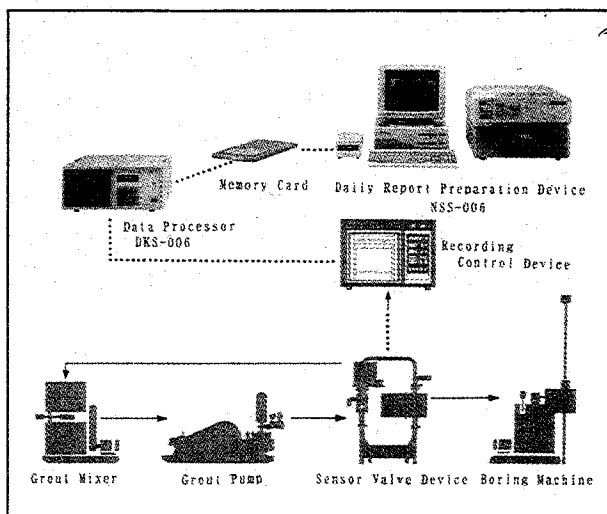 Memory Card
Daily Report Preparation Device
NSS-006
Data Processor
DKS-006
Recording
Control Device
Grout Mixer
Grout Pump
Sensor Valve Device
Boring Machine